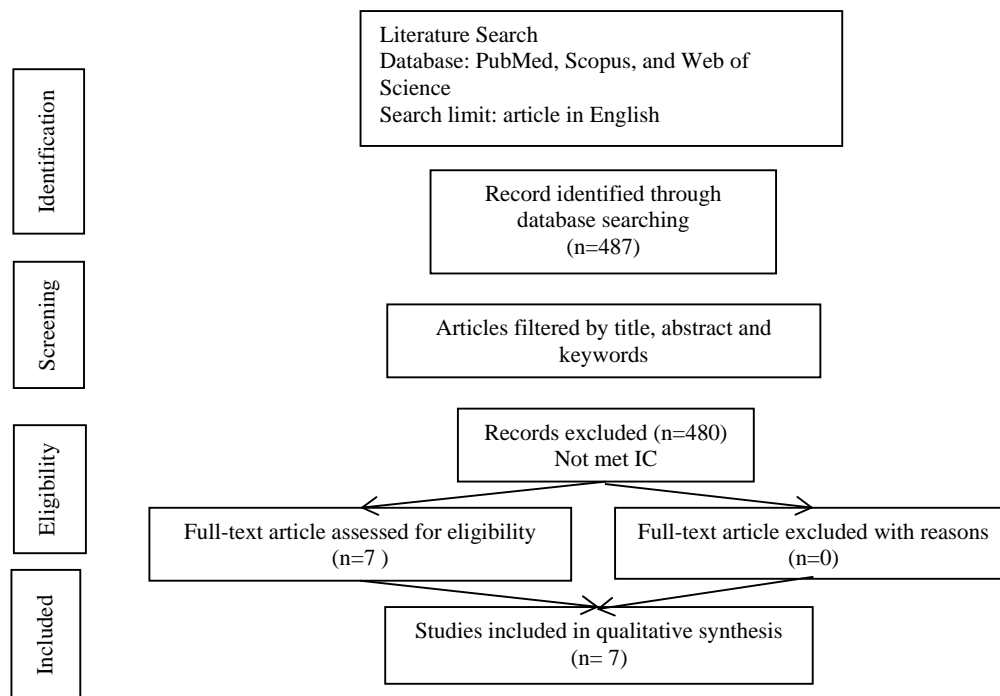 Literature Search
Database: PubMed, Scopus, and Web of
Science
Search limit: article in English
Identification
Record identified through
database searching
(n=487)
Screening
Articles filtered by title, abstract and
keywords
Eligibility
Records excluded (n=480)
Not met IC
Full-text article assessed for eligibility
(n=7 )
Full-text article excluded with reasons
(n=0)
Included
Studies included in qualitative synthesis
(n= 7)